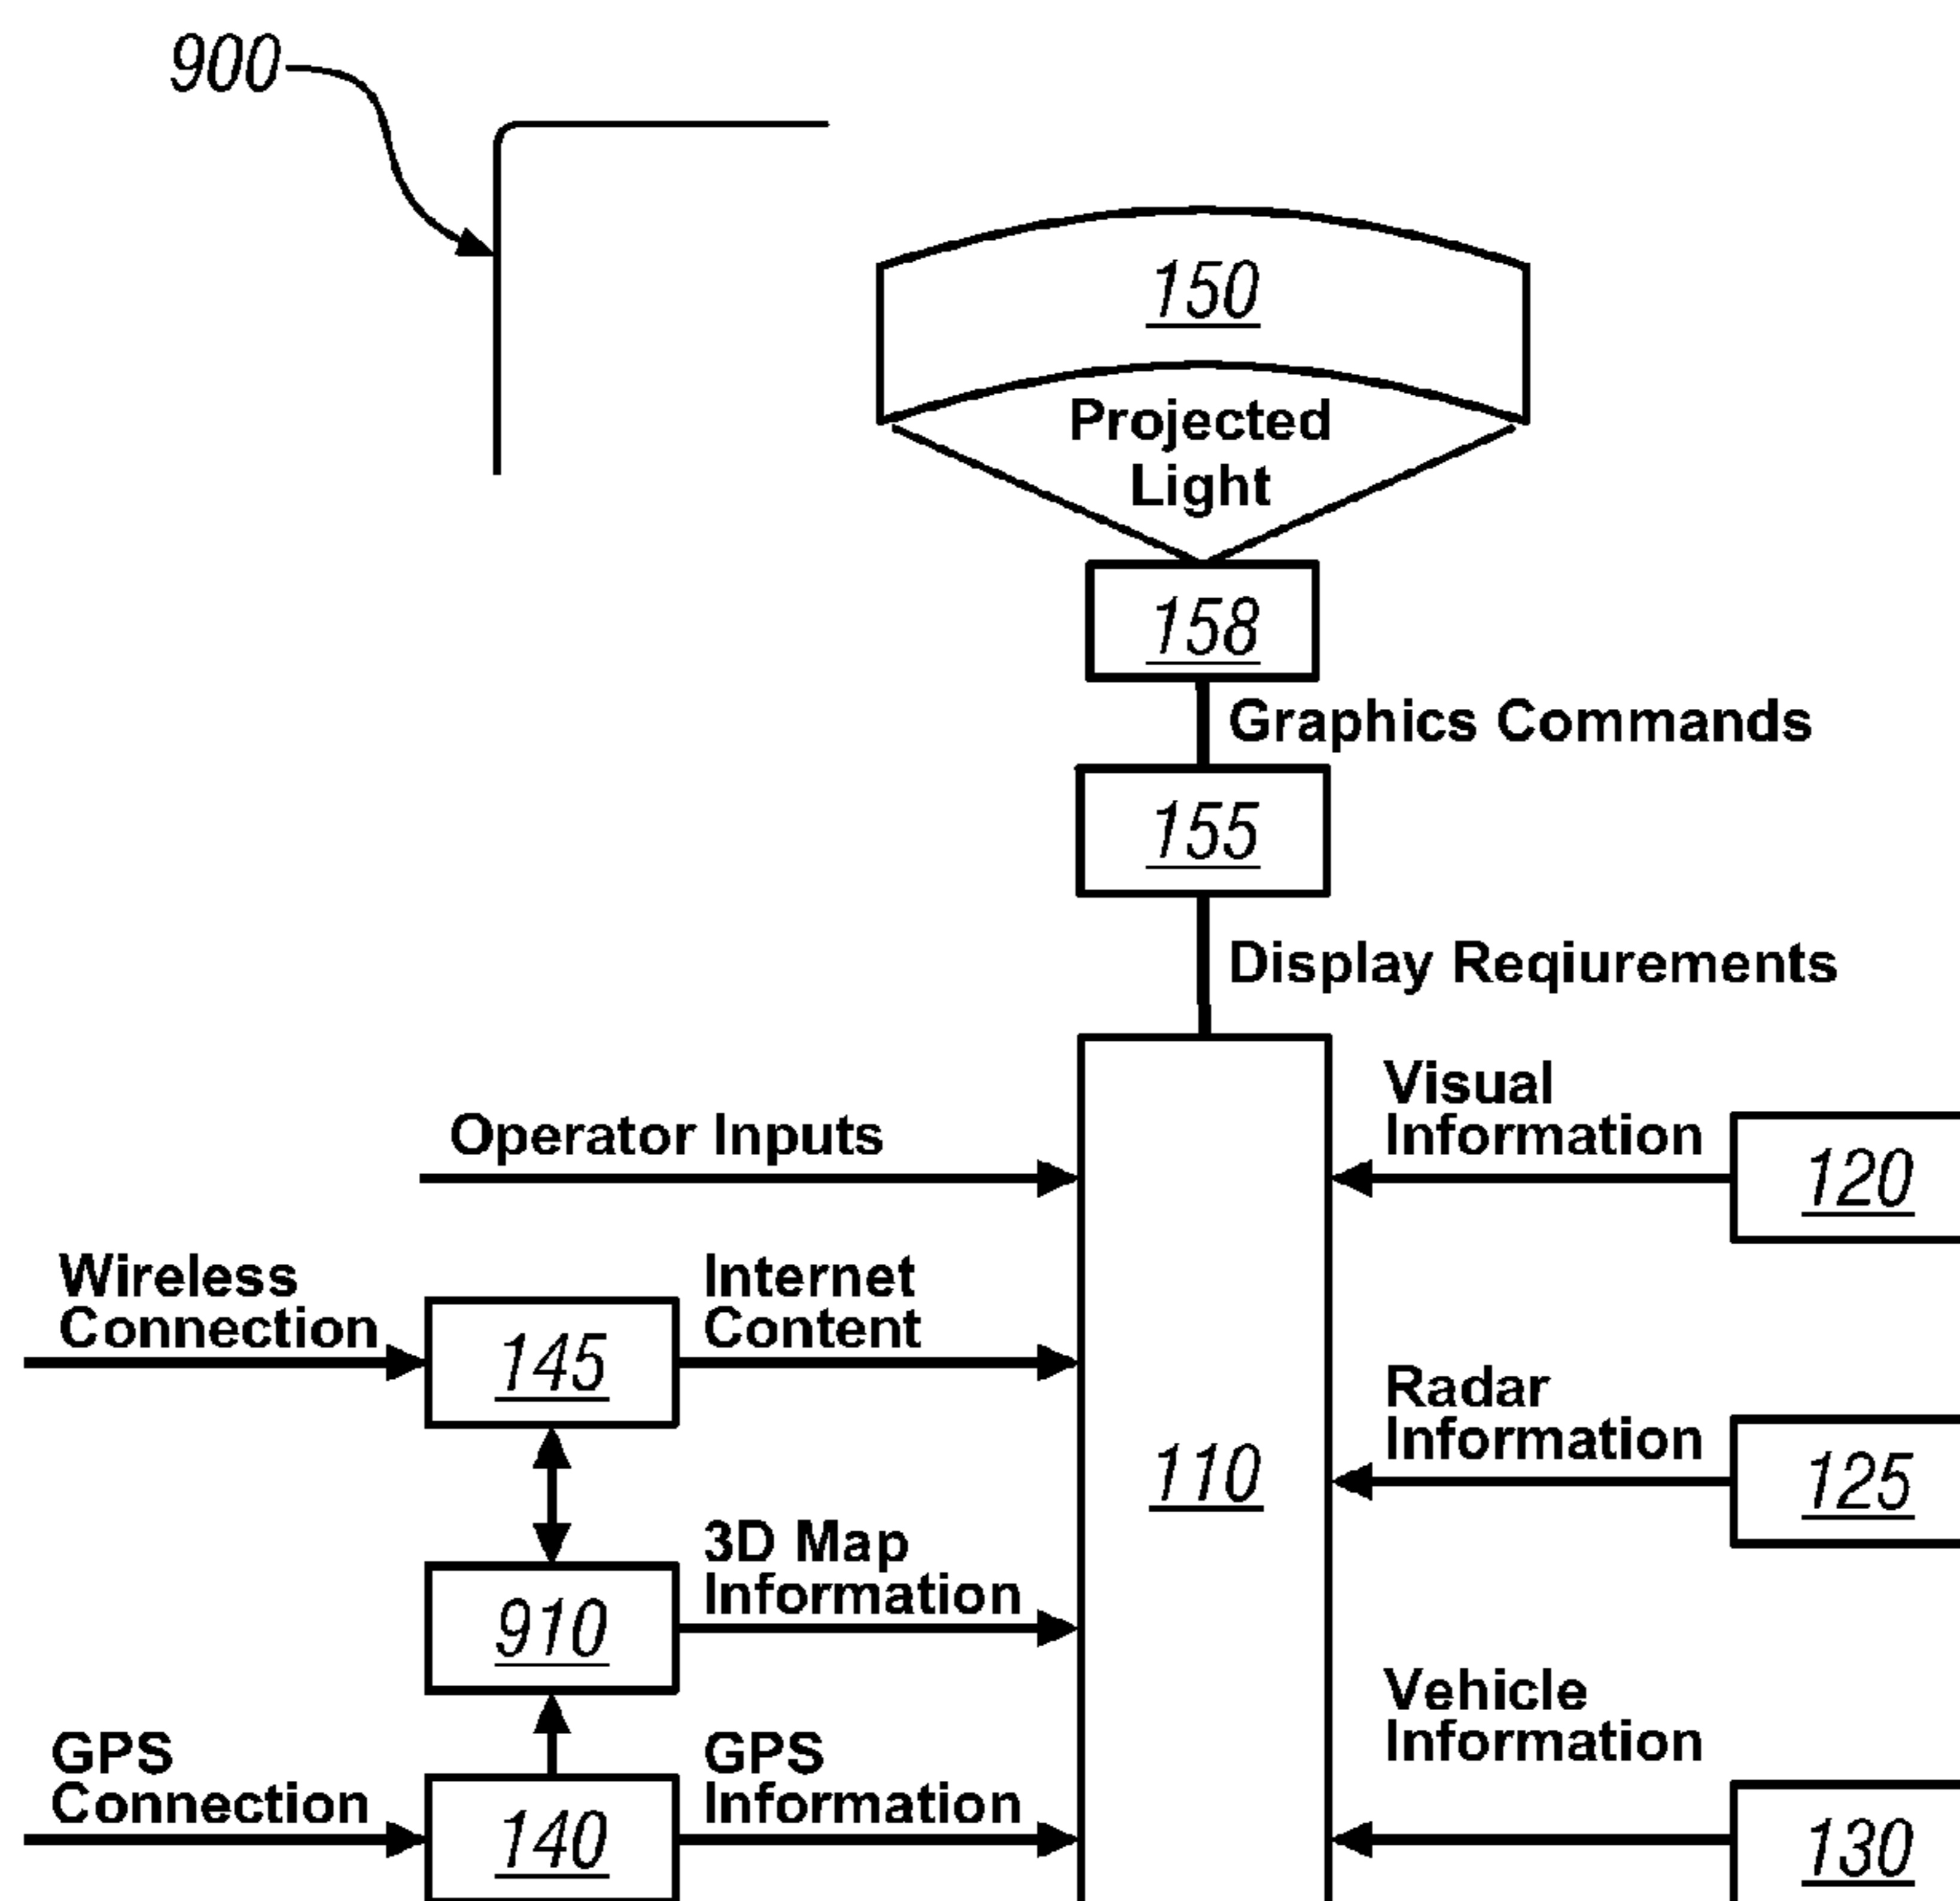 900
150
Projected
Light
158
Graphics Commands
155
Display Reqiurements
Operator Inputs
Visual
Information
120
Wireless
Connection
145
Internet
Content
110
Radar
Information
125
910
3D Map
Information
Vehicle
Information
130
GPS
Connection
140
GPS
Information